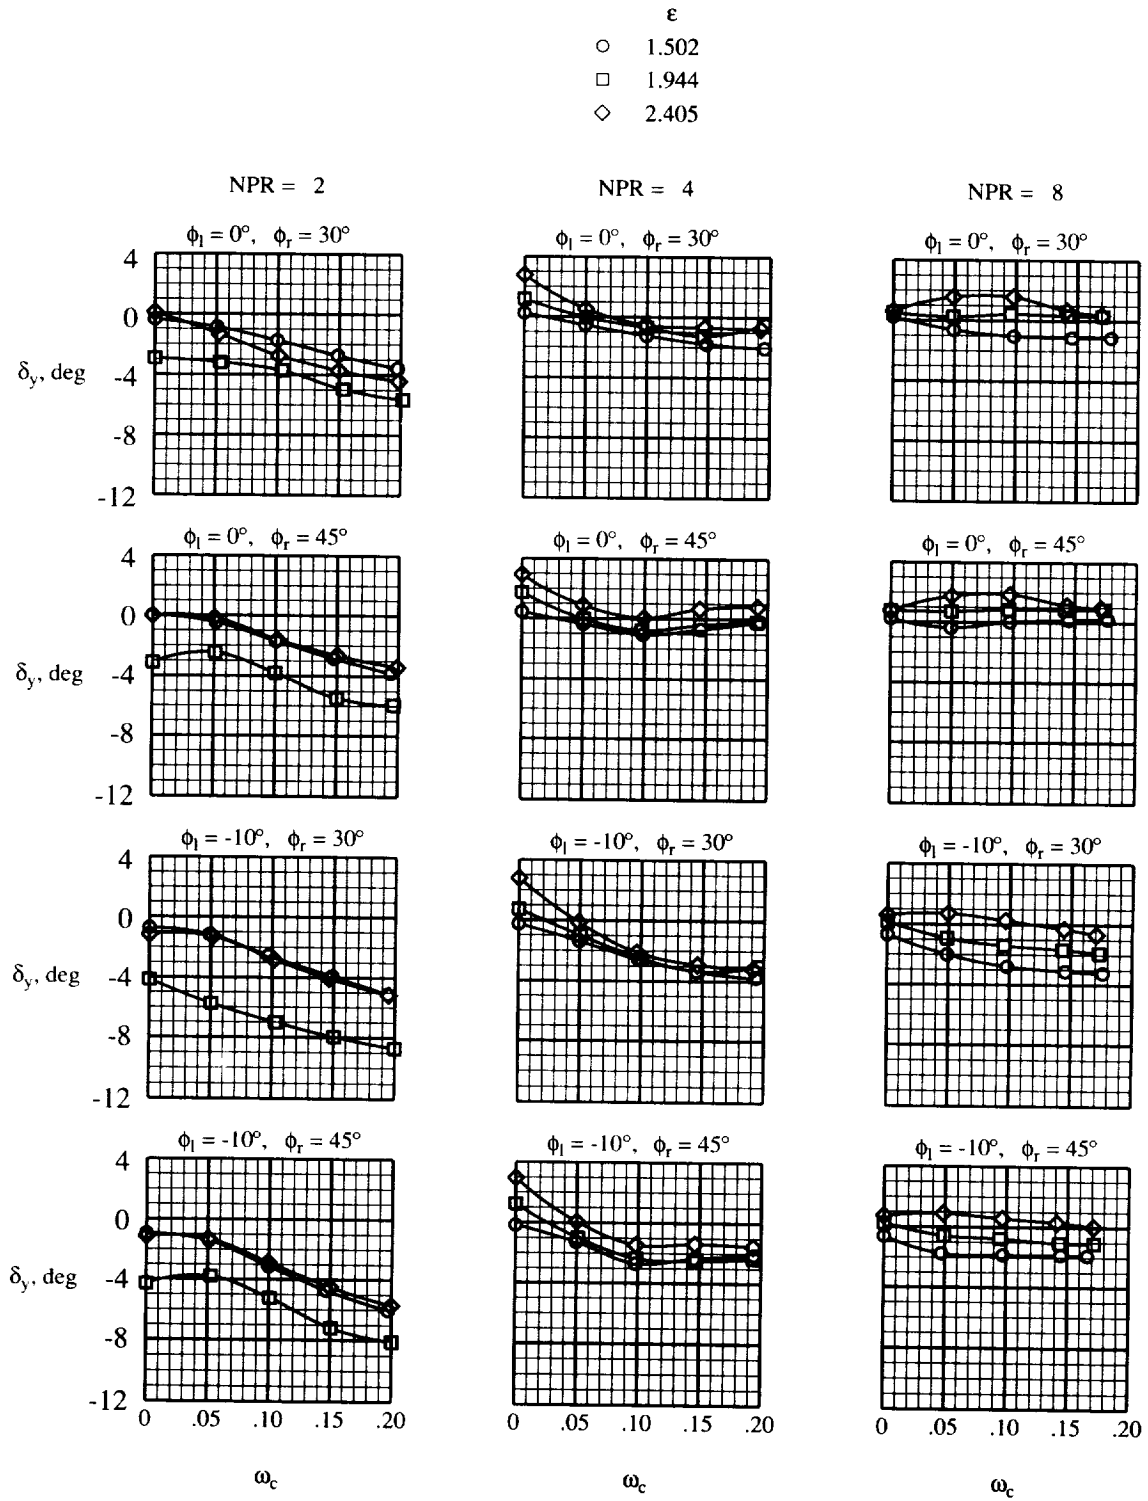 ε
1.502
1.944
2.405
NPR = 2
NPR = 4
NPR = 8
ϕl = 0°, ϕr = 30°
ϕl = 0°, ϕr = 30°
ϕl = 0°, ϕr = 30°
4
0
δy, deg
-4
-8
-12
ϕl = 0°, ϕr = 45°
ϕl = 0°, ϕr = 45°
ϕl = 0°, ϕr = 45°
4
0
δy, deg
-4
-8
-12
ϕl = -10°, ϕr = 30°
ϕl = -10°, ϕr = 30°
ϕl = -10°, ϕr = 30°
4
0
δy, deg
-4
-8
-12
ϕl = -10°, ϕr = 45°
ϕl = -10°, ϕr = 45°
ϕl = -10°, ϕr = 45°
4
0
δy, deg
-4
-8
-12
0 .05 .10 .15 .20
0 .05 .10 .15 .20
0 .05 .10 .15 .20
ωc
ωc
ωc